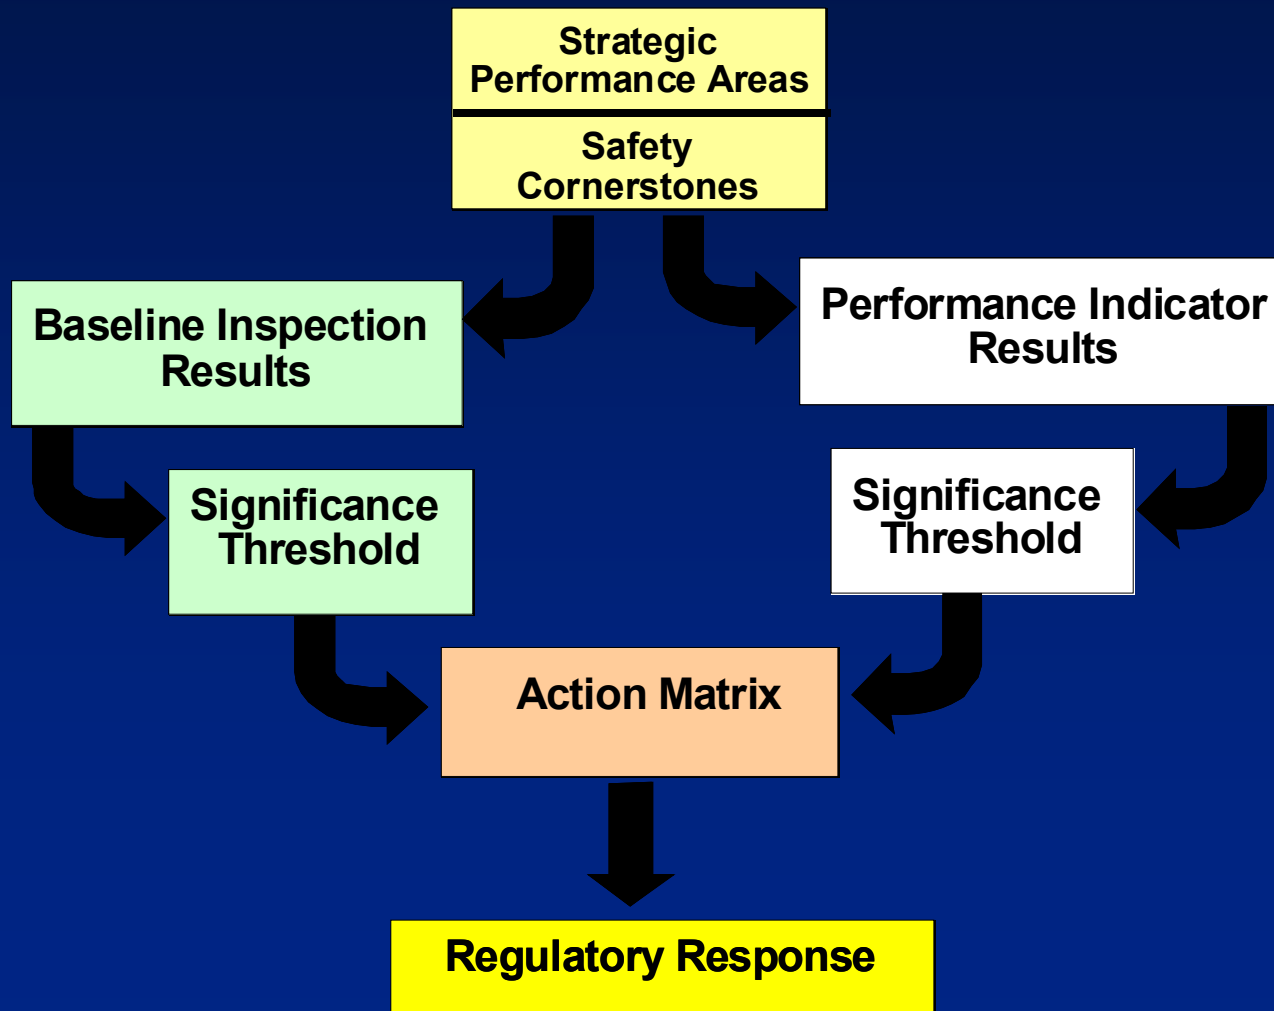 Strategic
Performance Areas
Safety
Cornerstones
Baseline Inspection
Results
Performance Indicator
Results
Significance
Threshold
Significance
Threshold
Action Matrix
Regulatory Response